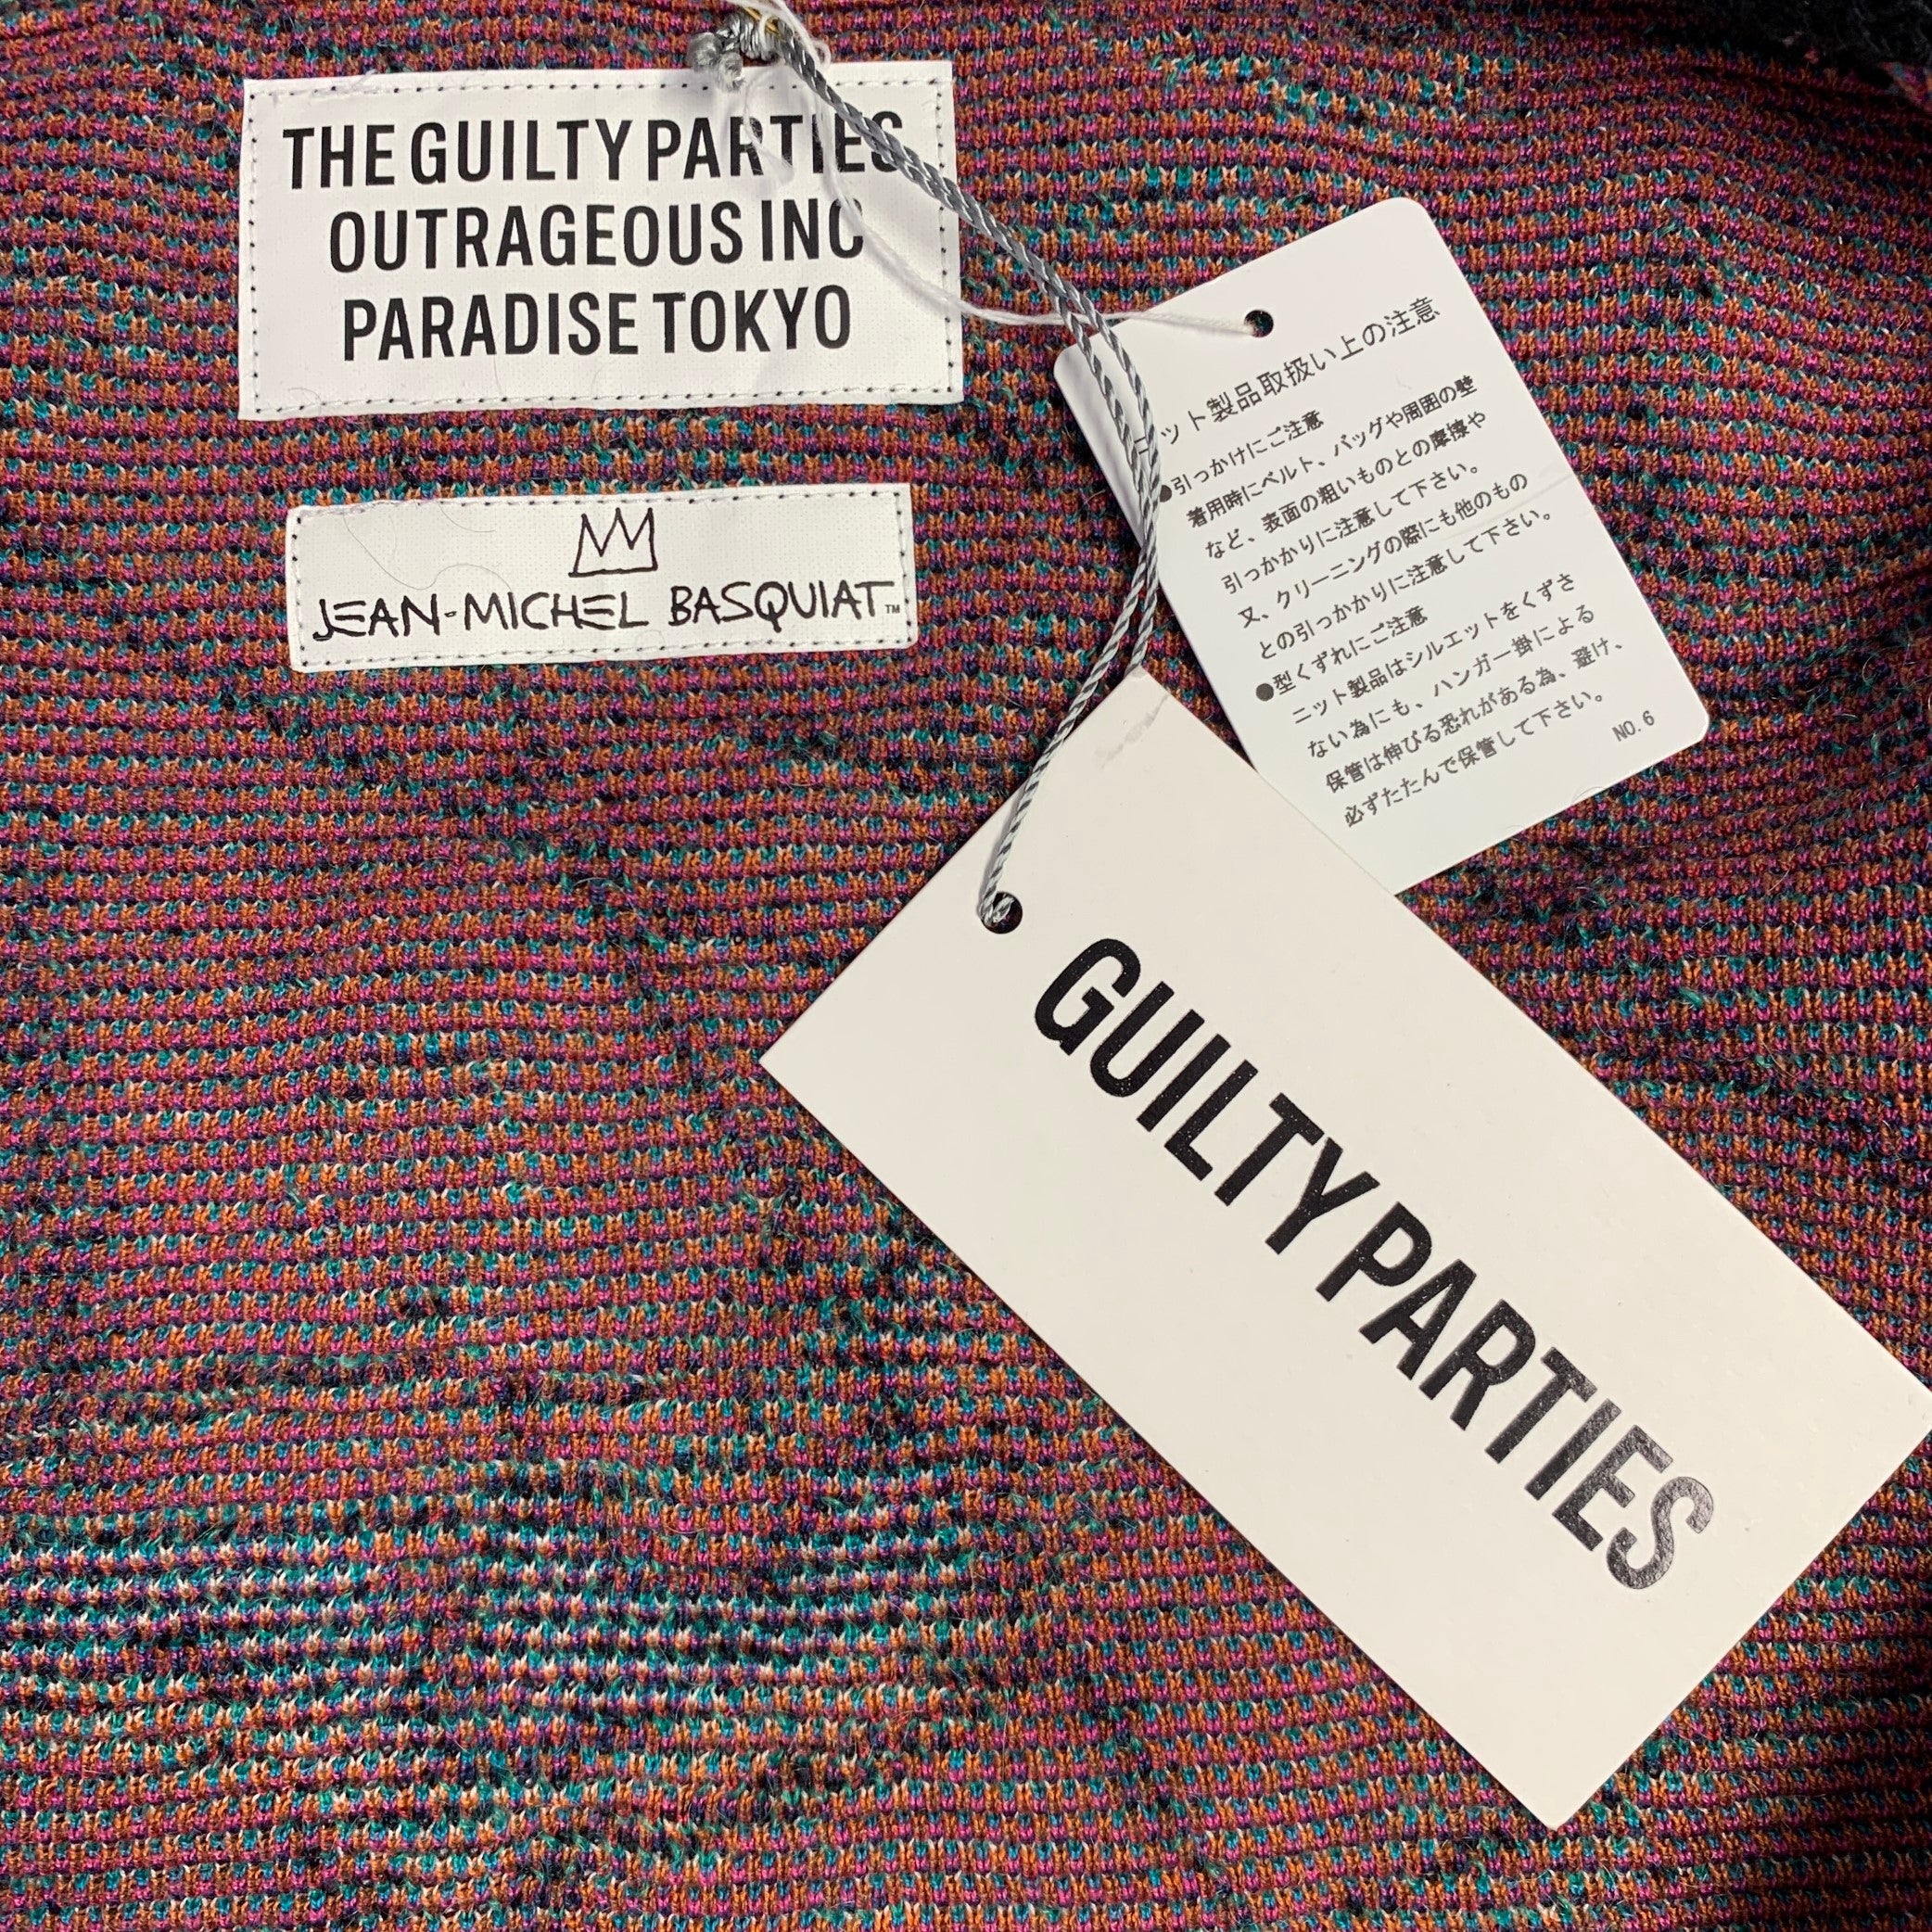 THE GUILTY PARTIES
OUTRAGEOUS INC
PARADISE TOKYO
JEAN-MICHEL BASQUIAT™
ニット製品取扱い上の注意
●引っかけにご注意
着用時にベルト、バッグや周囲の壁
など、表面の粗いものとの摩擦や
引っかかりに注意して下さい。
又、クリーニングの際にも他のもの
との引っかかりに注意して下さい。
●型くずれにご注意
ニット製品はシルエットをくずさ
ない為にも、ハンガー掛による
保管は伸びる恐れがある為、避け、
必ずたたんで保管して下さい。
NO.6
GUILTY PARTIES